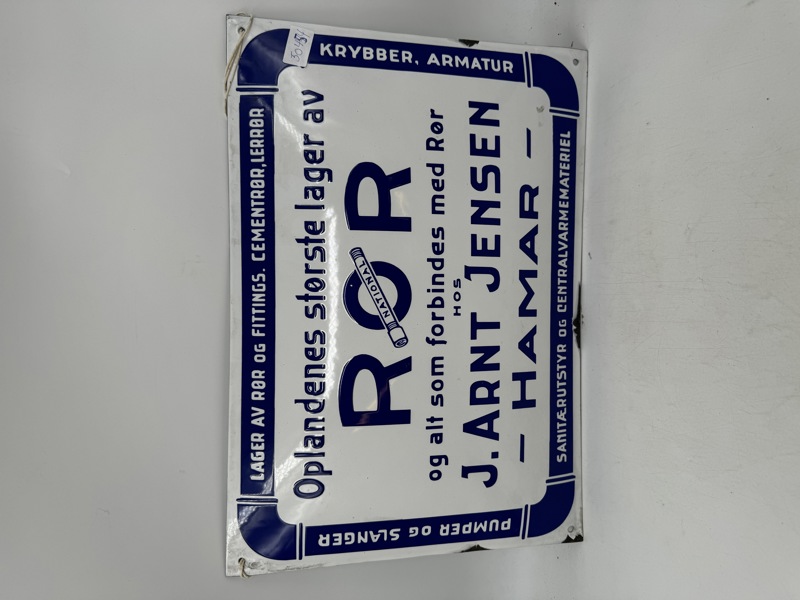 LAGER AV RØR OG FITTINGS. CEMENTRØR, LERRØR
KRYBBER, ARMATUR
Oplandenes største lager av
RØR
NATIONAL
og alt som forbindes med Rør
HOS
J. ARNT JENSEN
— HAMAR —
SANITÆRUTSTYR OG CENTRALVARMEMATERIEL
PUMPER OG SLANGER